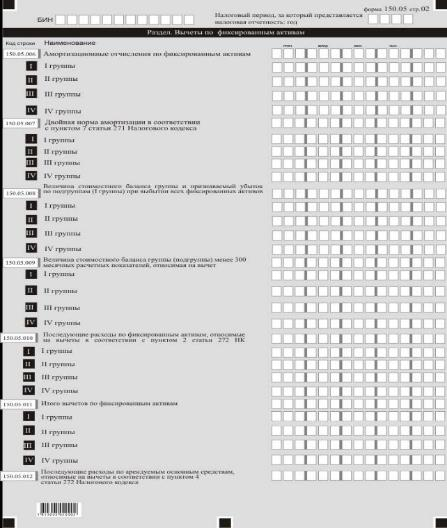 форма 150.05 стр.02
БИН
Налоговый период, за который представляется
налоговая отчетность: год
Раздел. Вычеты по фиксированным активам
Код строки Наименование
150.05.006 Амортизационные отчисления по фиксированным активам
I I группы
II II группы
III III группы
IV IV группы
150.05.007 Двойная норма амортизации в соответствии
с пунктом 7 статьи 271 Налогового кодекса
I I группы
II II группы
III III группы
IV IV группы
150.05.008 Величина стоимостного баланса группы и признаваемый убыток
по подгруппам (I группы) при выбытии всех фиксированных активов
I I группы
II II группы
III III группы
IV IV группы
150.05.009 Величина стоимостного баланса группы (подгруппы) менее 300
месячных расчетных показателей, относимая на вычет
I I группы
II II группы
III III группы
IV IV группы
150.05.010 Последующие расходы по фиксированным активам, относимые
на вычеты в соответствии с пунктом 2 статьи 272 НК
I I группы
II II группы
III III группы
IV IV группы
150.05.011 Итого вычетов по фиксированным активам
I I группы
II II группы
III III группы
IV IV группы
150.05.012 Последующие расходы по арендуемым основным средствам,
относимые на вычеты в соответствии с пунктом 4
статьи 272 Налогового кодекса